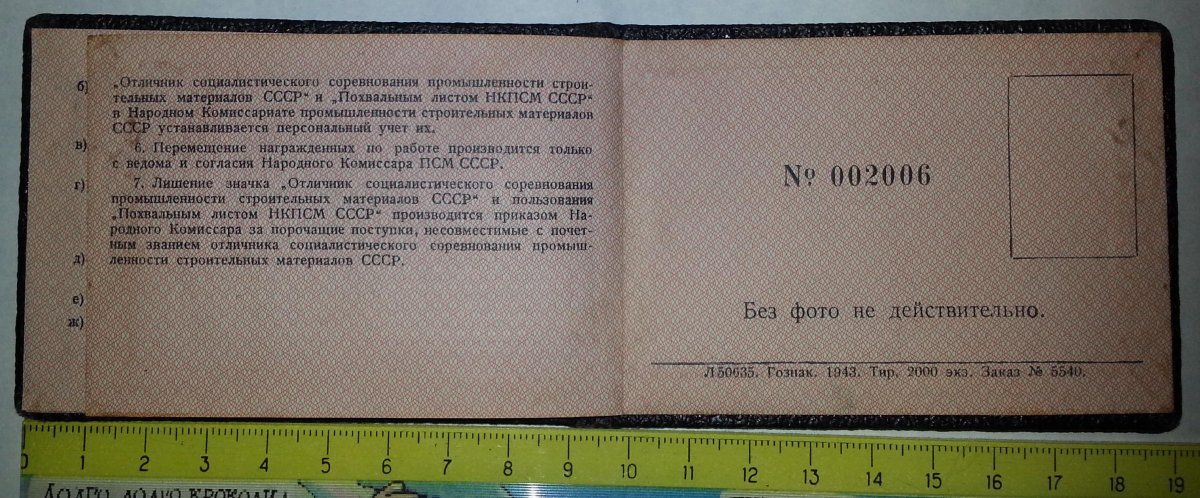 б)
в)
г)
д)
е)
ж)
„Отличник социалистического соревнования промышленности строи-
тельных материалов СССР“ и „Похвальным листом НКПСМ СССР“
в Народном Комиссариате промышленности строительных материалов
СССР устанавливается персональный учет их.
6. Перемещение награжденных по работе производится только
с ведома и согласия Народного Комиссара ПСМ СССР.
7. Лишение значка „Отличник социалистического соревнования
промышленности строительных материалов СССР“ и пользования
„Похвальным листом НКПСМ СССР“ производится приказом На-
родного Комиссара за порочащие поступки, несовместимые с почет-
ным званием отличника социалистического соревнования промыш-
ленности строительных материалов СССР.
№ 002006
Без фото не действительно.
Л50635. Гознак. 1943. Тир. 2000 экз. Заказ № 5540.
0 1 2 3 4 5 6 7 8 9 10 11 12 13 14 15 16 17 18 19
ДОЛГО, ДОЛГО КРОКОДИЛ